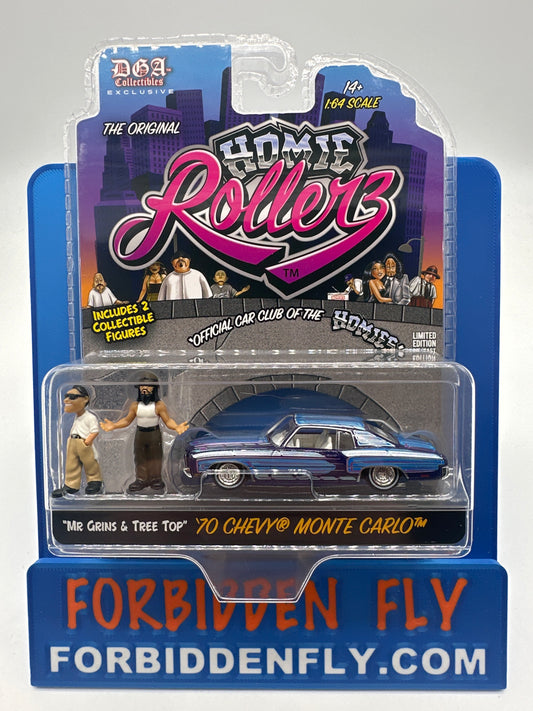 DGA
Collectibles
EXCLUSIVE
14+
1:64 SCALE
THE ORIGINAL
HOMIE
Rollerz
TM
INCLUDES 2
COLLECTIBLE
FIGURES
"OFFICIAL CAR CLUB OF THE HOMIES"
LIMITED
EDITION
"MR GRINS & TREE TOP" '70 CHEVY® MONTE CARLO™
FORBIDDEN FLY
FORBIDDENFLY.COM